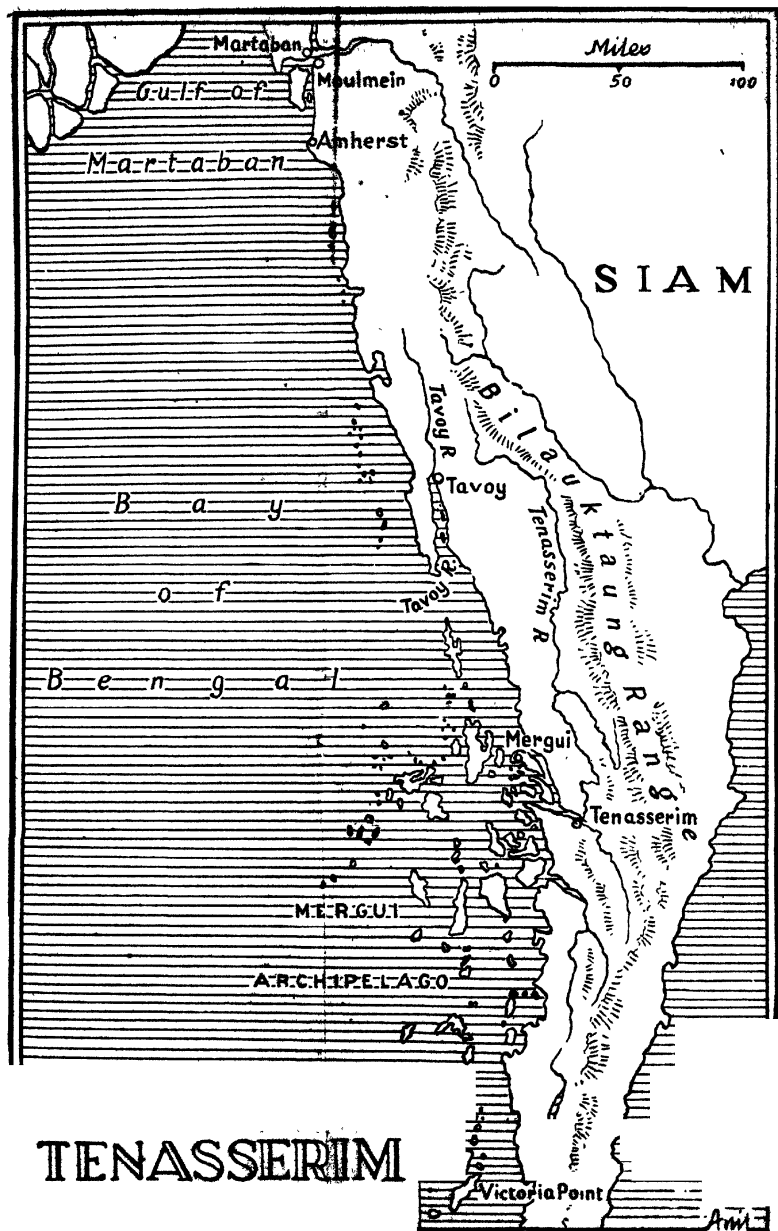 Martaban
Miles
0 50 100
Moulmein
Gulf of
Amherst
Martaban
SIAM
Bilauktaung Range
Tavoy R
Tavoy
Bay
Tenasserim R
of
Tavoy R.
Bengal
Mergui
Tenasserim
MERGUI
ARCHIPELAGO
TENASSERIM
Victoria Point